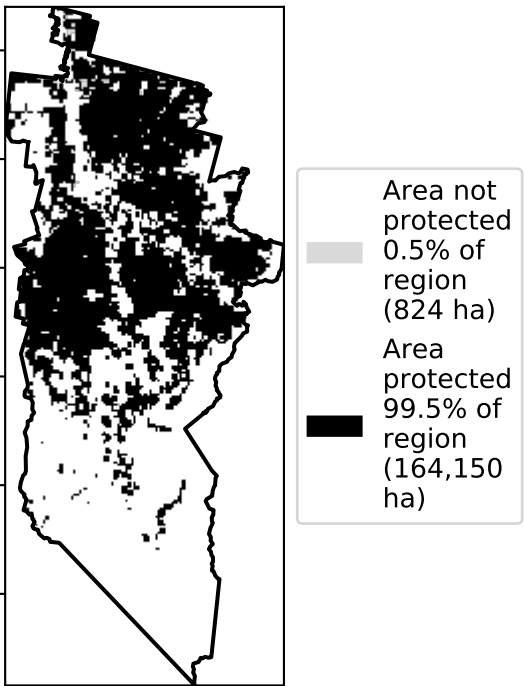 Area not
protected
0.5% of
region
(824 ha)
Area
protected
99.5% of
region
(164,150
ha)